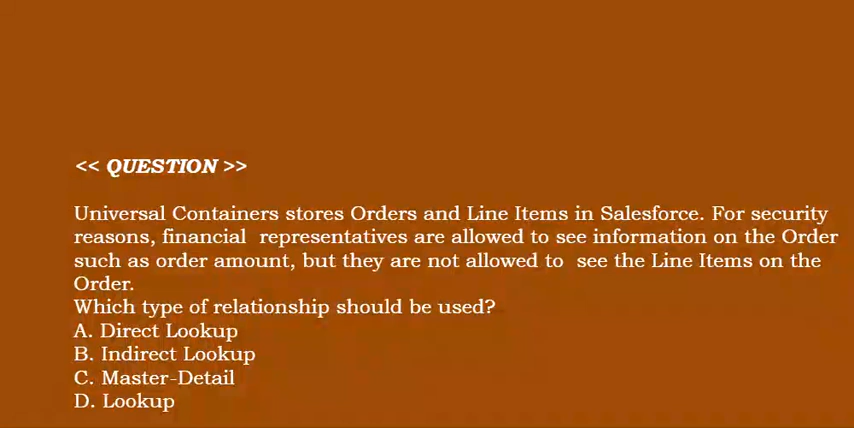 << QUESTION >>
Universal Containers stores Orders and Line Items in Salesforce. For security
reasons, financial representatives are allowed to see information on the Order
such as order amount, but they are not allowed to see the Line Items on the
Order.
Which type of relationship should be used?
A. Direct Lookup
B. Indirect Lookup
C. Master-Detail
D. Lookup